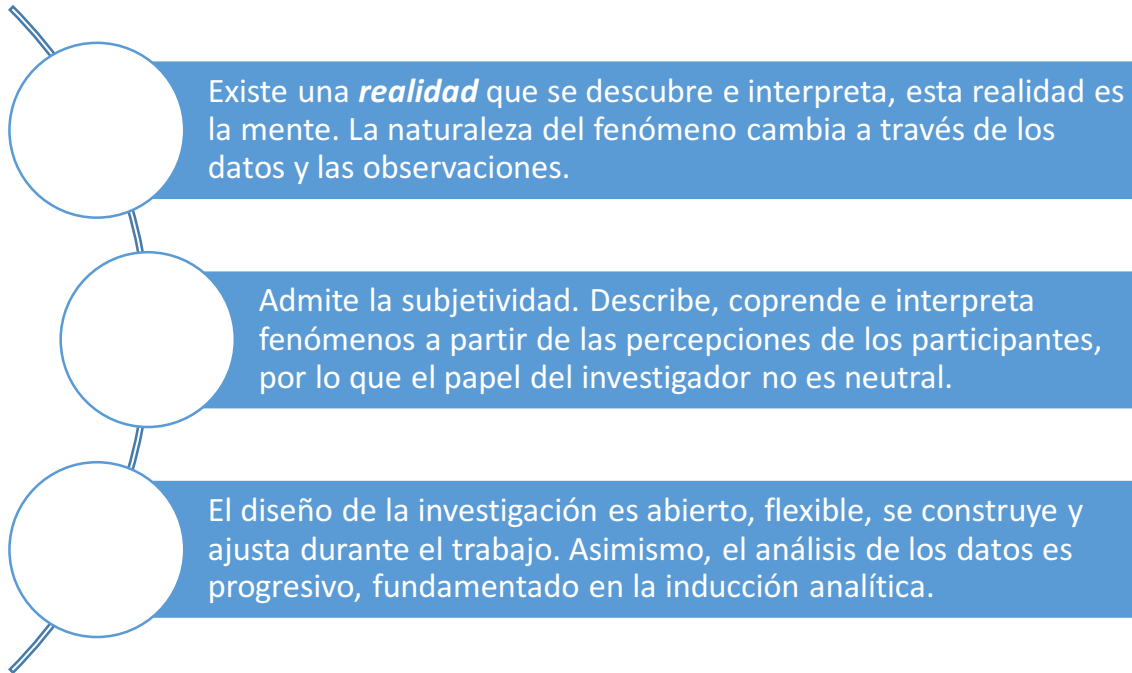 Existe una realidad que se descubre e interpreta, esta realidad es
la mente. La naturaleza del fenómeno cambia a través de los
datos y las observaciones.
Admite la subjetividad. Describe, coprende e interpreta
fenómenos a partir de las percepciones de los participantes,
por lo que el papel del investigador no es neutral.
El diseño de la investigación es abierto, flexible, se construye y
ajusta durante el trabajo. Asimismo, el análisis de los datos es
progresivo, fundamentado en la inducción analítica.